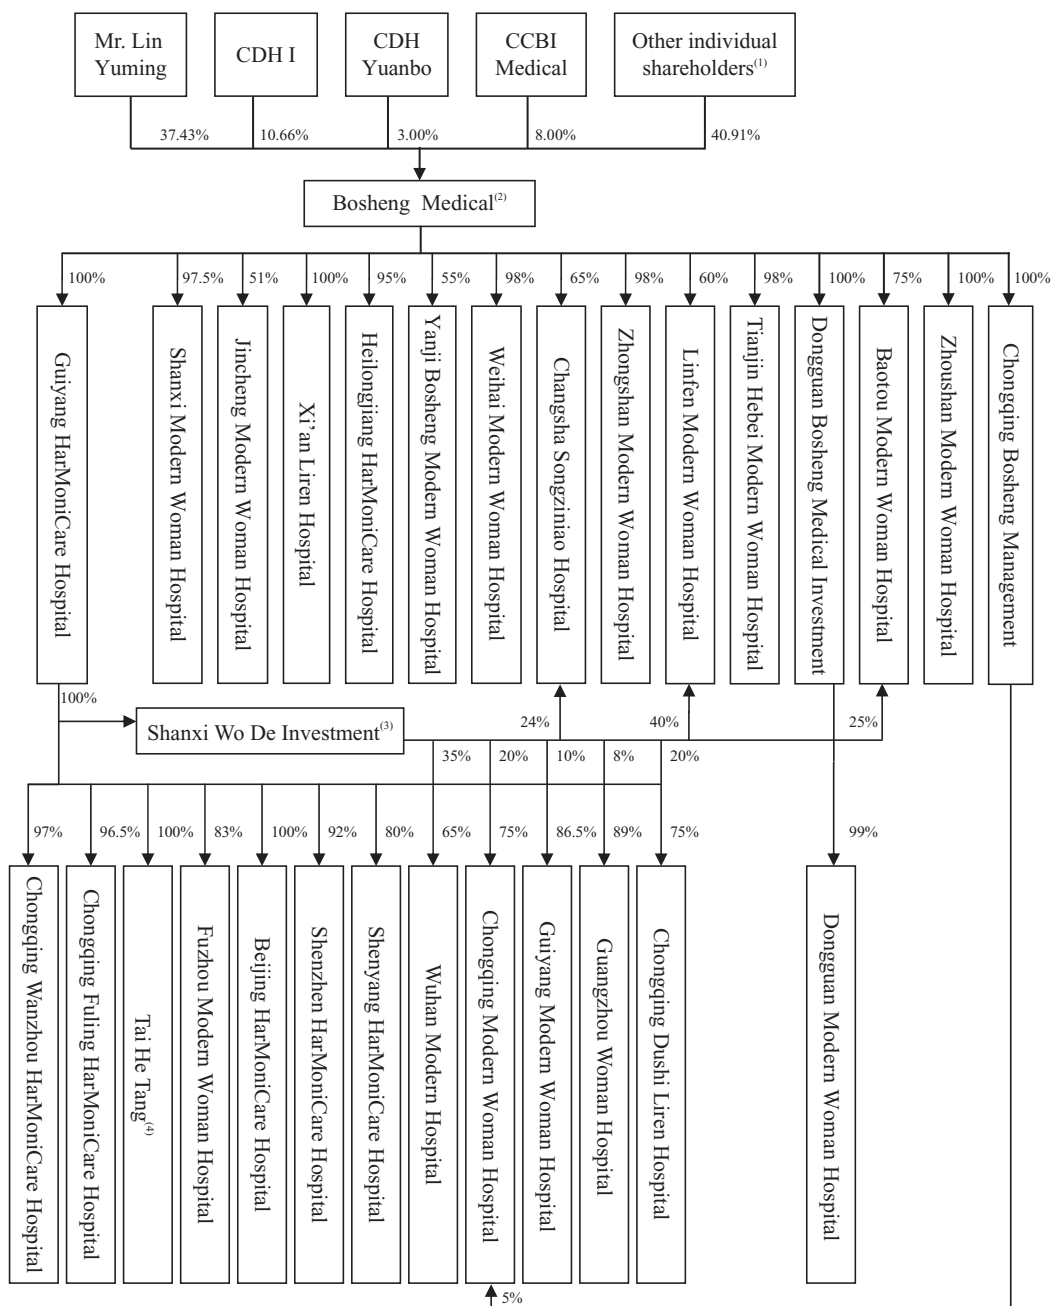 Mr. Lin
Yuming
CDH I
CDH
Yuanbo
CCBI
Medical
Other individual
shareholders(1)
37.43%
10.66%
3.00%
8.00%
40.91%
Bosheng Medical(2)
100%
97.5%
51%
100%
95%
55%
98%
65%
98%
60%
98%
100%
75%
100%
100%
Guiyang HarMoniCare Hospital
Shanxi Modern Woman Hospital
Jincheng Modern Woman Hospital
Xi’an Liren Hospital
Heilongjiang HarMoniCare Hospital
Yanji Bosheng Modern Woman Hospital
Weihai Modern Woman Hospital
Changsha Songziniao Hospital
Zhongshan Modern Woman Hospital
Linfen Modern Woman Hospital
Tianjin Hebei Modern Woman Hospital
Dongguan Bosheng Medical Investment
Baotou Modern Woman Hospital
Zhoushan Modern Woman Hospital
Chongqing Bosheng Management
100%
Shanxi Wo De Investment(3)
24%
40%
25%
35%
20%
10%
8%
20%
97%
96.5%
100%
83%
100%
92%
80%
65%
75%
86.5%
89%
75%
99%
Chongqing Wanzhou HarMoniCare Hospital
Chongqing Fuling HarMoniCare Hospital
Tai He Tang(4)
Fuzhou Modern Woman Hospital
Beijing HarMoniCare Hospital
Shenzhen HarMoniCare Hospital
Shenyang HarMoniCare Hospital
Wuhan Modern Hospital
Chongqing Modern Woman Hospital
Guiyang Modern Woman Hospital
Guangzhou Woman Hospital
Chongqing Dushi Liren Hospital
Dongguan Modern Woman Hospital
5%